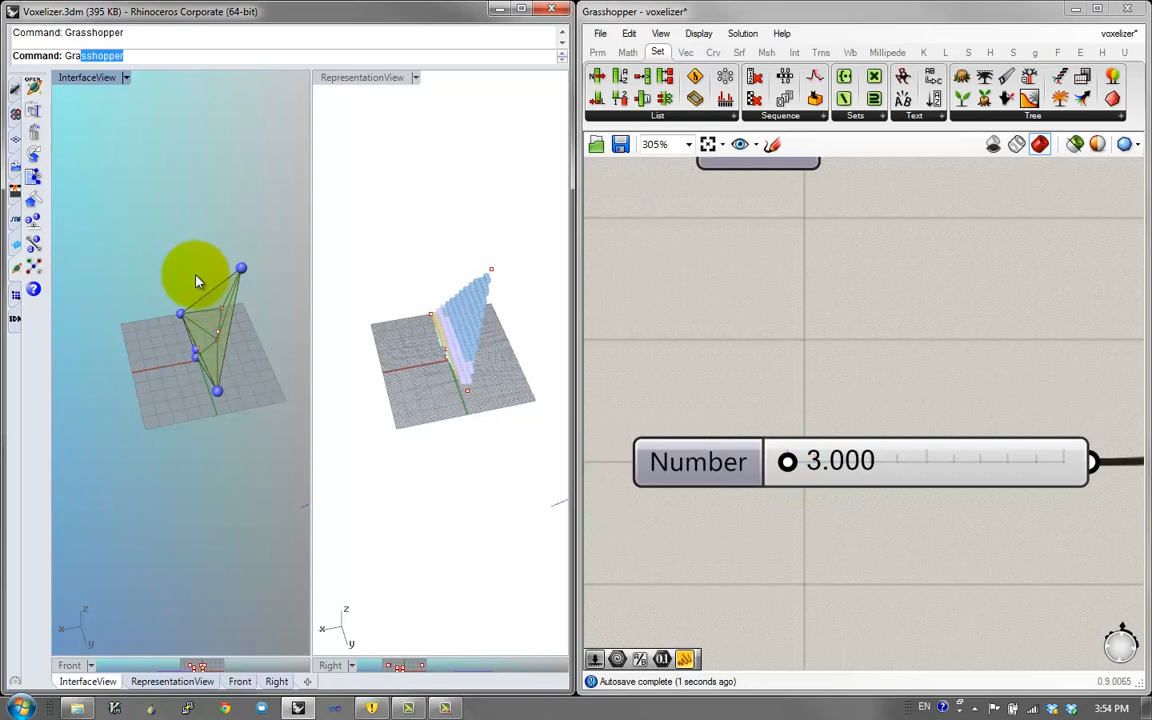 Voxelizer.3dm (395 KB) - Rhinoceros Corporate (64-bit)
Command: Grasshopper
Command: Grasshopper
InterfaceView
RepresentationView
z
x
y
z
x
y
Front
Right
InterfaceView
RepresentationView
Front
Right
Grasshopper - voxelizer*
File
Edit
View
Display
Solution
Help
voxelizer*
Prm
Math
Set
Vec
Crv
Srf
Msh
Int
Trns
Wb
Millipede
K
L
S
g
F
E
H
U
List
Sequence
Sets
Text
Tree
305%
Number
3.000
Autosave complete (1 seconds ago)
0.9.0065
EN
3:54 PM